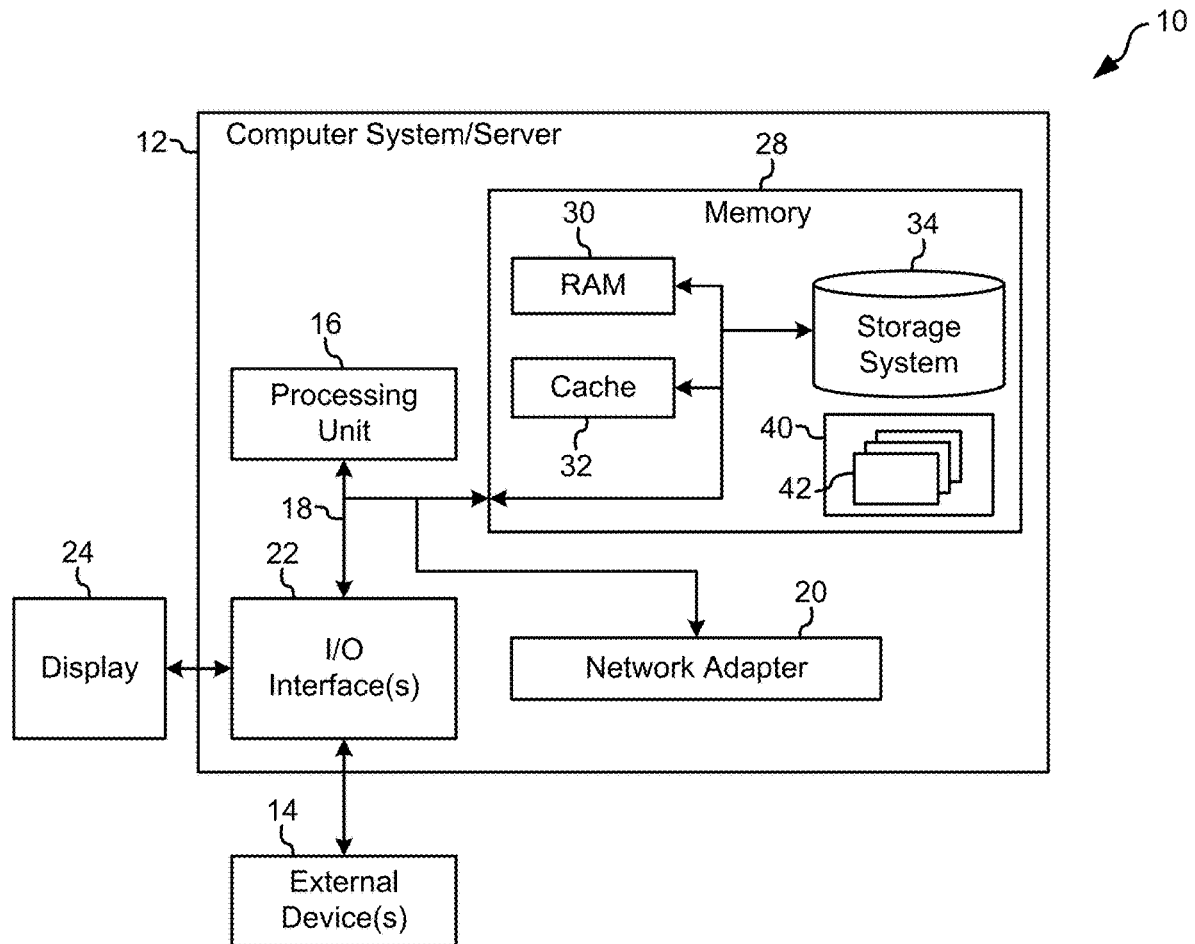 10
12
Computer System/Server
28
Memory
30
RAM
34
Storage
System
16
Processing
Unit
Cache
32
40
42
18
24
22
Display
I/O
Interface(s)
20
Network Adapter
14
External
Device(s)